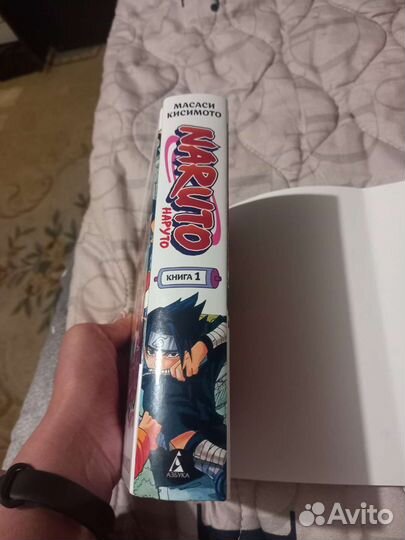 МАСАСИ
КИСИМОТО
NARUTO
НАРУТО
КНИГА 1
АЗБУКА
Avito